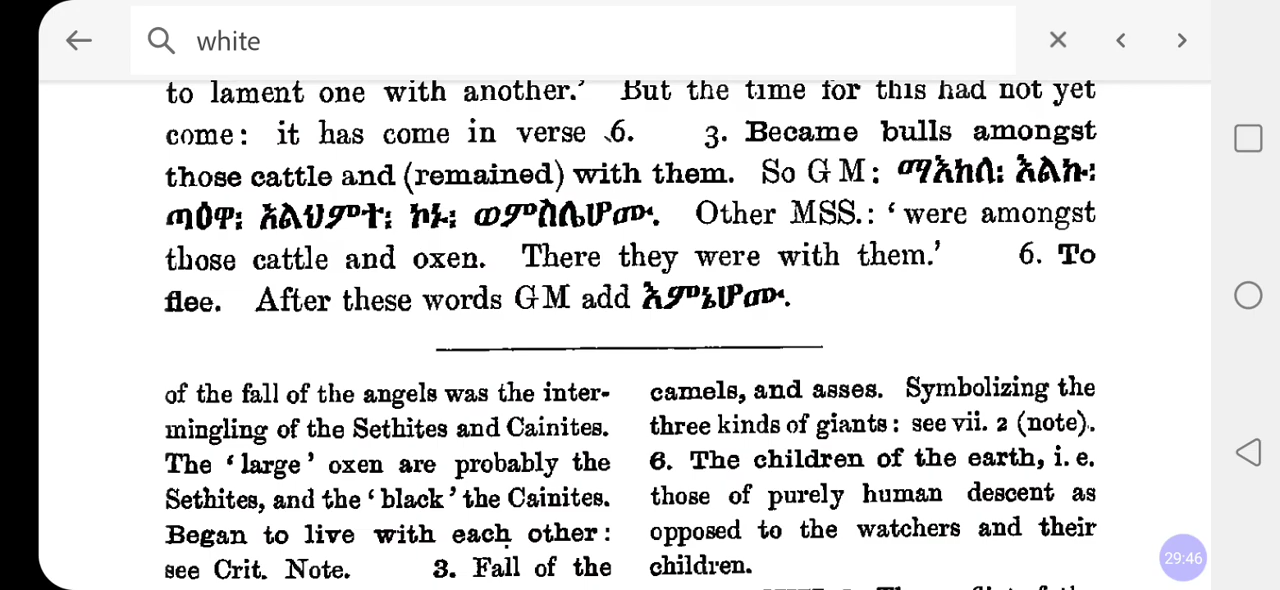 white
to lament one with another.' But the time for this had not yet
come: it has come in verse 6. 3. Became bulls amongst
those cattle and (remained) with them. So G M: ማእከለ፡ እልኩ፡
ጣዕዋ፡ እልህምተ፡ ከኑ፡ ወምስሌሆሙ. Other MSS.: ‘ were amongst
those cattle and oxen. There they were with them.’ 6. To
flee. After these words G M add እምኔሆሙ.
of the fall of the angels was the inter-
mingling of the Sethites and Cainites.
The ‘ large ’ oxen are probably the
Sethites, and the ‘ black ’ the Cainites.
Began to live with each other:
see Crit. Note. 3. Fall of the
camels, and asses. Symbolizing the
three kinds of giants: see vii. 2 (note).
6. The children of the earth, i. e.
those of purely human descent as
opposed to the watchers and their
children.
29:46